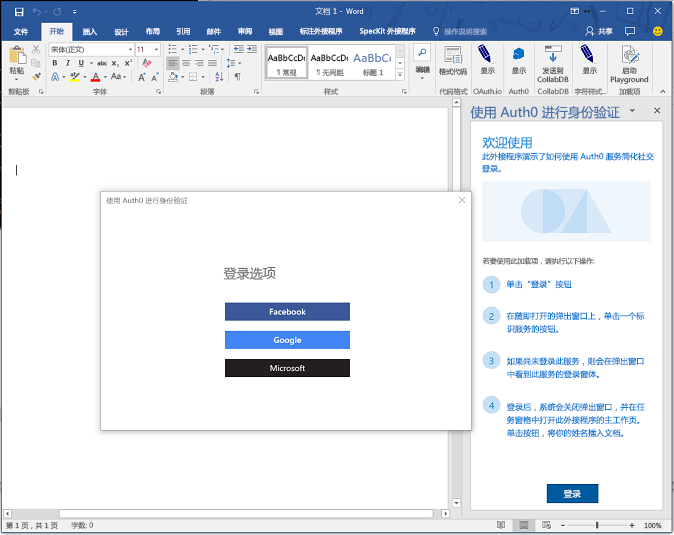 文档 1 - Word
文件 开始 插入 设计 布局 引用 邮件 审阅 视图 标注外接程序 SpecKit 外接程序 操作说明搜索 共享
粘贴
宋体(正文) 11
B I U abc x₂ x²
A Aa A A
AaBbCcDc AaBbCcDc AaBbCcI
¶ 常规 ¶ 无间距 标题 1
编辑 格式代码 显示 显示 发送到 CollabDB 显示 启动 Playground
剪贴板 字体 段落 样式 代码格式 OAuth.io Auth0 CollabDB 字符样式... 加载项
使用 Auth0 进行身份验证
欢迎使用
此外接程序演示了如何使用 Auth0 服务简化社交
登录。
若要使用此加载项，请执行以下操作:
1 单击“登录”按钮
2 在随即打开的弹出窗口上，单击一个标
识服务的按钮。
3 如果尚未登录此服务，则会在弹出窗口
中看到此服务的登录窗体。
4 登录后，系统会关闭弹出窗口，并在任
务窗格中打开此外接程序的主工作页。
单击按钮，将你的姓名插入文档。
登录
使用 Auth0 进行身份验证
登录选项
Facebook
Google
Microsoft
第 1 页，共 1 页 字数: 0
100%